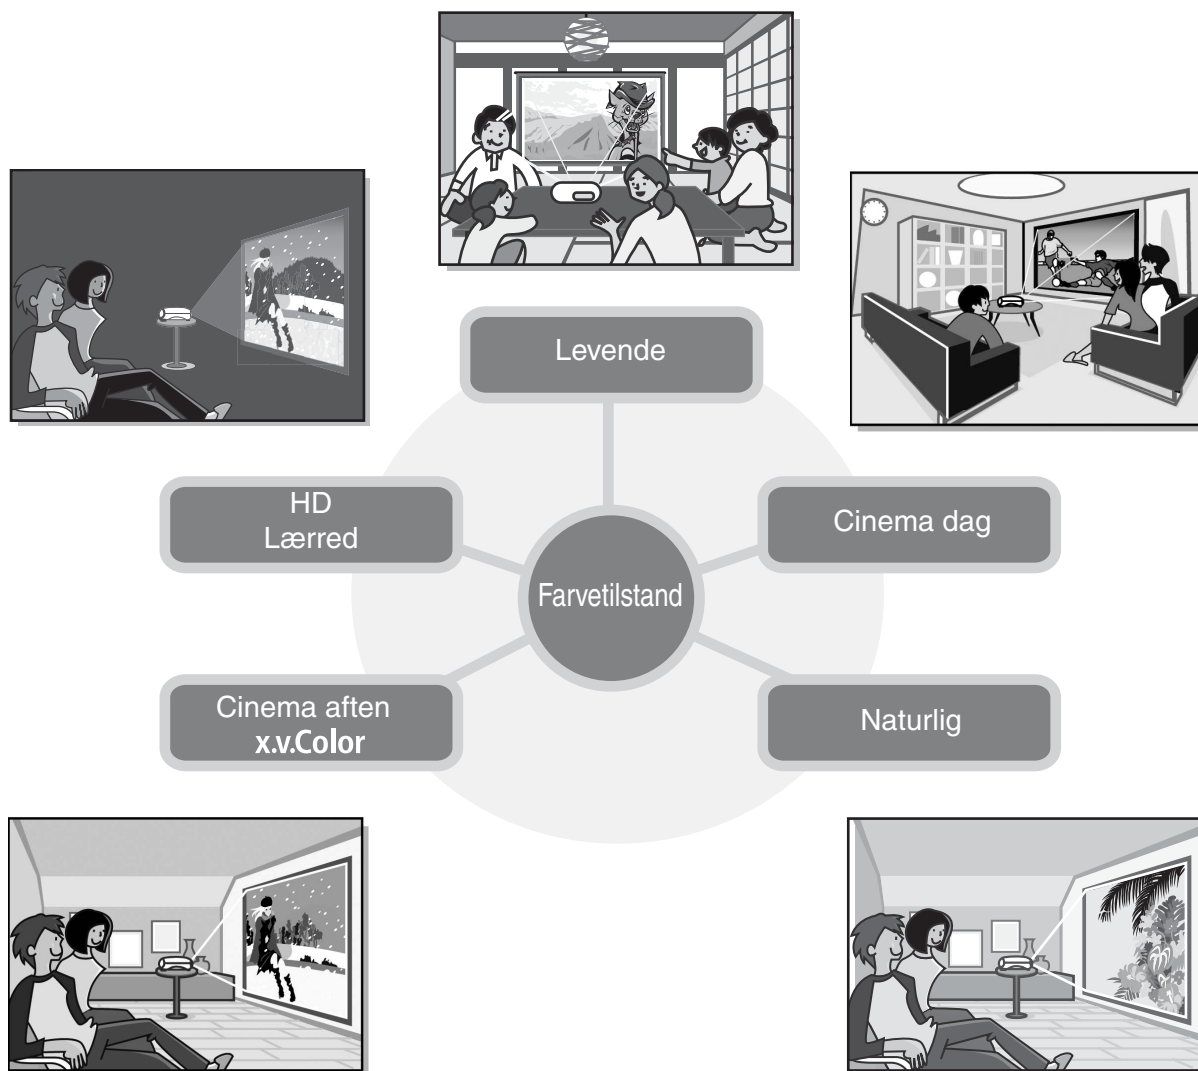 Levende
HD
Lærred
Cinema dag
Farvetilstand
Cinema aften
x.v.Color
Naturlig